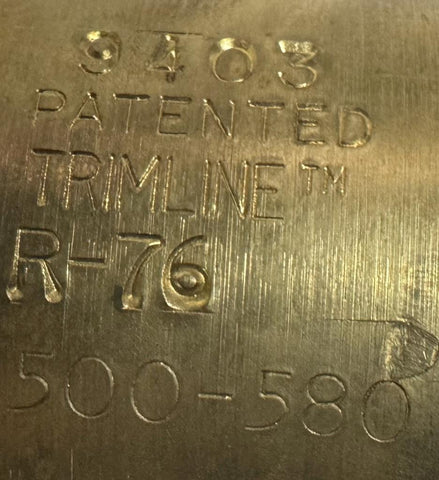 9403
PATENTED
TRIMLINE™
R-76
500-580